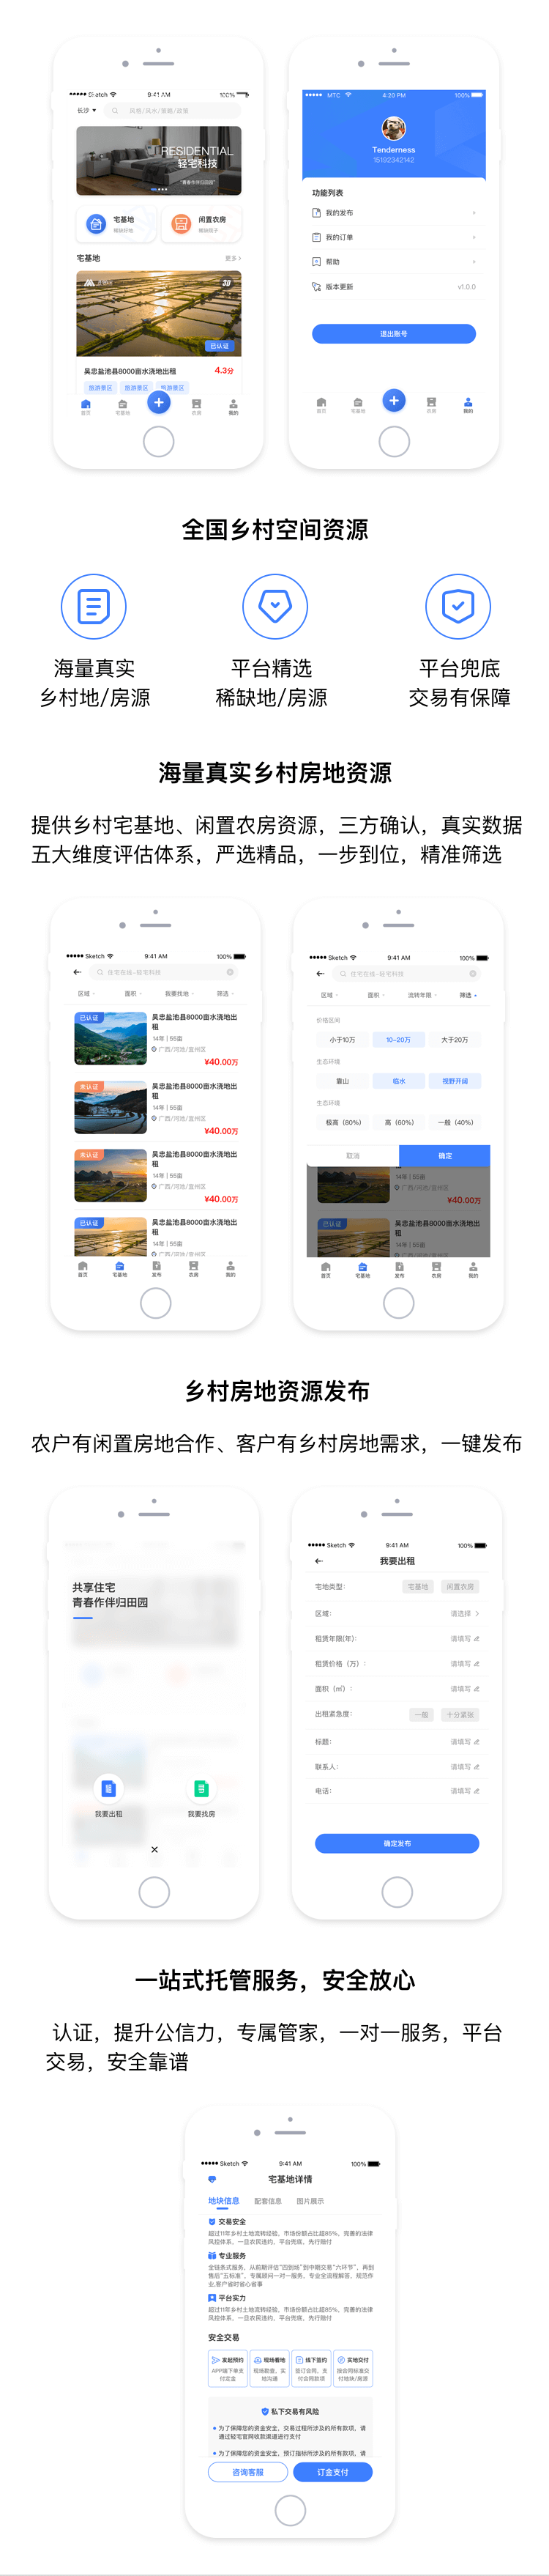 Sketch 9:41 AM 100%
长沙
风格/风水/策略/政策
RESIDENTIAL
轻宅科技
“青春作伴归田园”
宅基地
稀缺好地
闲置农房
稀缺院子
宅基地 更多
3D
已认证
吴忠盐池县8000亩水浇地出 4.3分
旅游景区 旅游景区 旅游景区
首页 宅基地 农房 我的
MTC 4:20 PM 100%
Tenderness
15192342142
功能列表
我的发布
我的订单
帮助
版本更新 v1.0.0
退出账号
首页 宅基地 农房 我的
全国乡村空间资源
海量真实
乡村地/房源
平台精选
稀缺地/房源
平台兜底
交易有保障
海量真实乡村房地资源
提供乡村宅基地、闲置农房资源，三方确认，真实数据
五大维度评估体系，严选精品，一步到位，精准筛选
Sketch 9:41 AM 100%
住宅在线-轻宅科技
区域 面积 我要找地 筛选
已认证
吴忠盐池县8000亩水浇地出
租
14年 | 55亩
广西/河池/宜州区
¥40.00万
未认证
吴忠盐池县8000亩水浇地出
租
14年 | 55亩
广西/河池/宜州区
¥40.00万
未认证
吴忠盐池县8000亩水浇地出
租
14年 | 55亩
广西/河池/宜州区
¥40.00万
已认证
吴忠盐池县8000亩水浇地出
租
14年 | 55亩
广西/河池/宜州区
首页 宅基地 发布 农房 我的
Sketch 9:41 AM 100%
住宅在线-轻宅科技
区域 面积 流转年限 筛选
价格区间
小于10万 10~20万 大于20万
生态环境
靠山 临水 视野开阔
生态环境
极高（80%） 高（60%） 一般（40%）
取消 确定
租
14年 | 55亩
广西/河池/宜州区
¥40.00万
已认证
吴忠盐池县8000亩水浇地出
租
14年 | 55亩
广西/河池/宜州区
首页 宅基地 发布 农房 我的
乡村房地资源发布
农户有闲置房地合作、客户有乡村房地需求，一键发布
共享住宅
青春作伴归田园
我要出租 我要找房
Sketch 9:41 AM 100%
我要出租
宅地类型： 宅基地 闲置农房
区域： 请选择
租赁年限(年)： 请填写
租赁价格（万）： 请填写
面积（㎡）： 请填写
出租紧急度： 一般 十分紧张
标题： 请填写
联系人： 请填写
电话： 请填写
确定发布
一站式托管服务，安全放心
认证，提升公信力，专属管家，一对一服务，平台
交易，安全靠谱
Sketch 9:41 AM 100%
宅基地详情
地块信息 配套信息 图片展示
交易安全
超过11年乡村土地流转经验，市场份额占比超85%，完善的法律
风控体系，一旦农民违约，平台兜底，先行赔付
专业服务
全链条式服务，从前期评估“四到场”到中期交易“六环节”，再到
售后“五标准”，专属顾问一对一服务，专业全流程解答，规范作
业,客户省时省心省事
平台实力
超过11年乡村土地流转经验，市场份额占比超85%，完善的法律
风控体系，一旦农民违约，平台兜底，先行赔付
安全交易
发起预约
APP端下单支
付定金
现场看地
现场勘查，实
地沟通
线下签约
签订合同，支
付合同款项
实地交付
按合同标准交
付地块/房源
私下交易有风险
为了保障您的资金安全，交易过程所涉及的所有款项，请
通过轻宅官网收款渠道进行支付
为了保障您的资金安全，预订指标所涉及的所有款项，请
咨询客服 订金支付